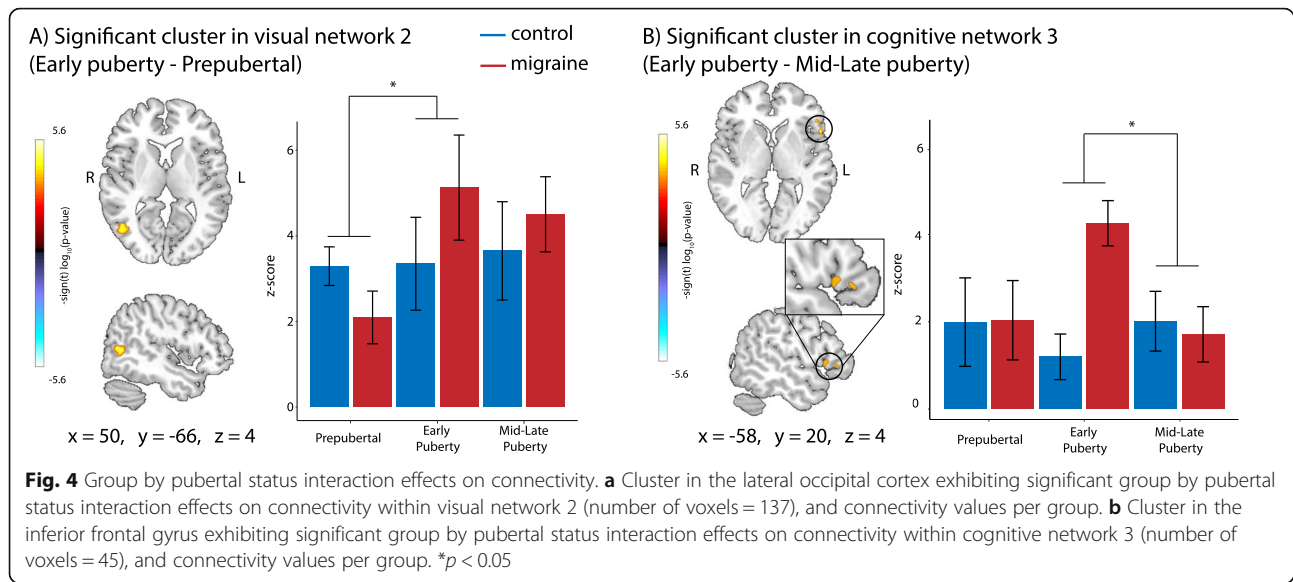 A) Significant cluster in visual network 2
(Early puberty - Prepubertal)
control
migraine
B) Significant cluster in cognitive network 3
(Early puberty - Mid-Late puberty)
5.6
R
L
-sign(t) log10(p-value)
-5.6
x = 50, y = -66, z = 4
*
6
4
2
0
z-score
Prepubertal
Early
Puberty
Mid-Late
Puberty
5.6
R
L
-sign(t) log10(p-value)
-5.6
x = -58, y = 20, z = 4
*
6
4
2
0
z-score
Prepubertal
Early
Puberty
Mid-Late
Puberty
Fig. 4 Group by pubertal status interaction effects on connectivity. a Cluster in the lateral occipital cortex exhibiting significant group by pubertal
status interaction effects on connectivity within visual network 2 (number of voxels = 137), and connectivity values per group. b Cluster in the
inferior frontal gyrus exhibiting significant group by pubertal status interaction effects on connectivity within cognitive network 3 (number of
voxels = 45), and connectivity values per group. *p < 0.05